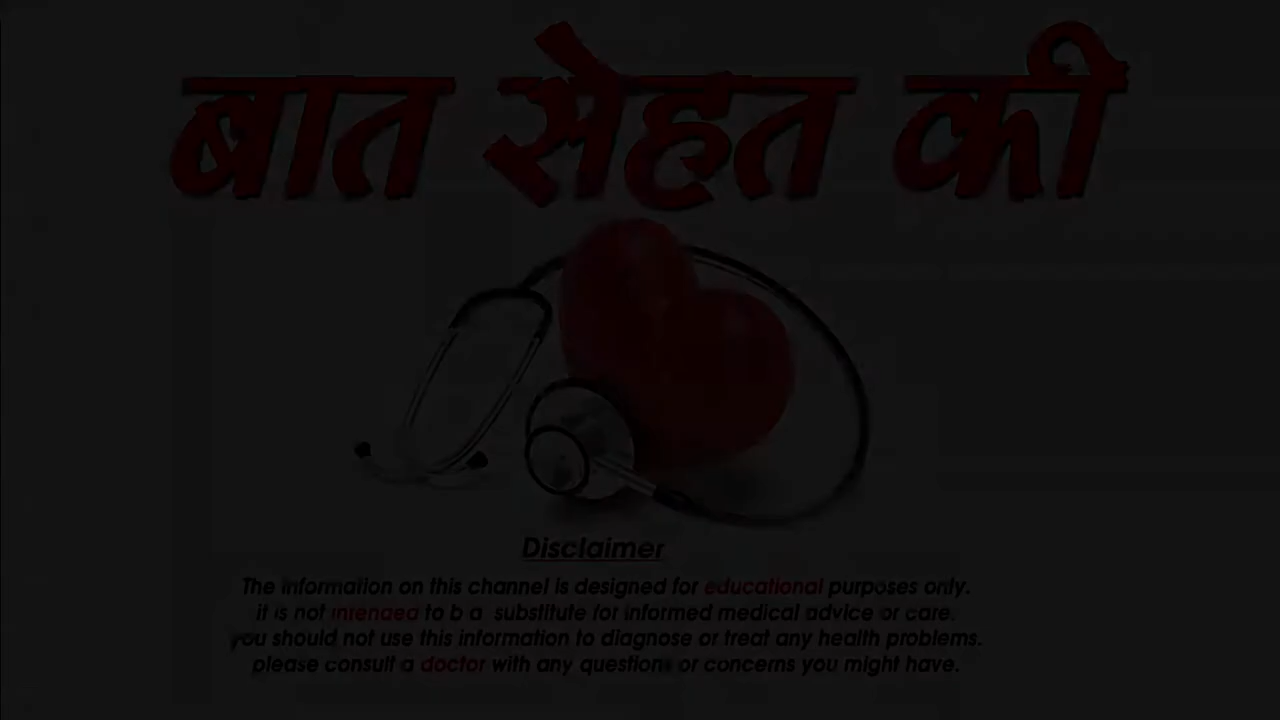 बात सेहत की
Disclaimer
The information on this channel is designed for educational purposes only.
it is not intended to b a substitute for informed medical advice or care.
you should not use this information to diagnose or treat any health problems.
please consult a doctor with any questions or concerns you might have.